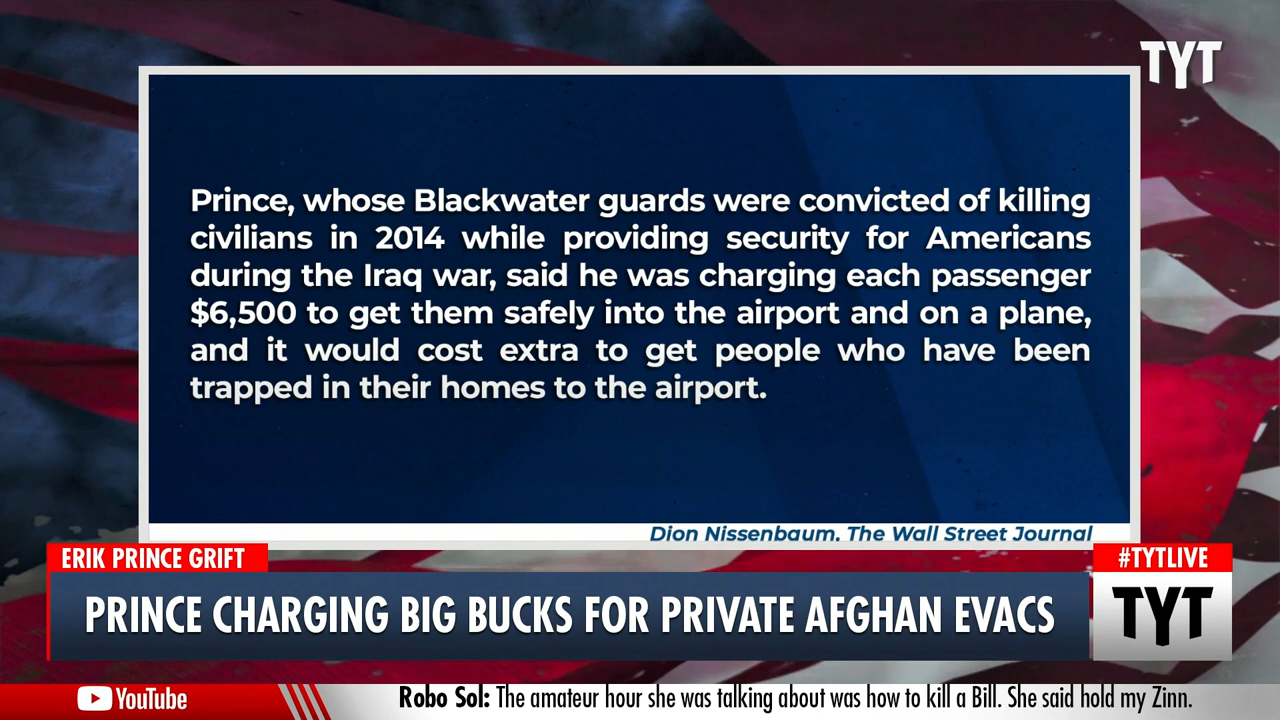 TYT
Prince, whose Blackwater guards were convicted of killing
civilians in 2014 while providing security for Americans
during the Iraq war, said he was charging each passenger
$6,500 to get them safely into the airport and on a plane,
and it would cost extra to get people who have been
trapped in their homes to the airport.
Dion Nissenbaum, The Wall Street Journal
ERIK PRINCE GRIFT
#TYTLIVE
PRINCE CHARGING BIG BUCKS FOR PRIVATE AFGHAN EVACS
TYT
YouTube
Robo Sol: The amateur hour she was talking about was how to kill a Bill. She said hold my Zinn.